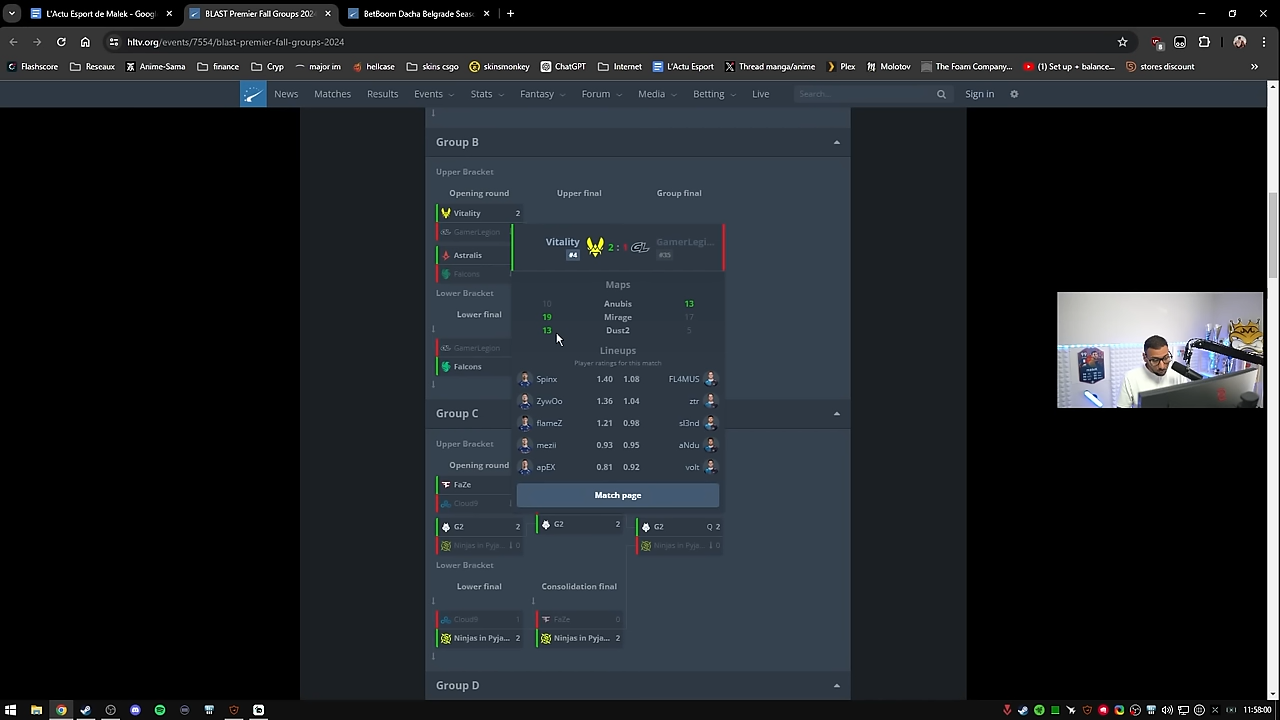 L'Actu Esport de Malek - Googl
BLAST Premier Fall Groups 2024
BetBoom Dacha Belgrade Seas
hltv.org/events/7554/blast-premier-fall-groups-2024
Flashscore
Reseaux
Anime-Sama
finance
Cryp
major im
hellcase
skins csgo
skinsmonkey
ChatGPT
Internet
L'Actu Esport
Thread manga/anime
Plex
Molotov
The Foam Company...
(1) Set up + balance...
stores discount
News
Matches
Results
Events
Stats
Fantasy
Forum
Media
Betting
Live
Search...
Sign in
Group B
Upper Bracket
Opening round
Upper final
Group final
Vitality 2
GamerLegion
Astralis
Falcons
Lower Bracket
Lower final
GamerLegion
Falcons
Vitality
#4
2 :
GamerLegi...
#35
Maps
10 Anubis 13
19 Mirage 17
13 Dust2 5
Lineups
Player ratings for this match
Spinx 1.40 1.08 FL4MUS
ZywOo 1.36 1.04 ztr
flameZ 1.21 0.98 sl3nd
mezii 0.93 0.95 aNdu
apEX 0.81 0.92 volt
Match page
Group C
Upper Bracket
Opening round
FaZe
Cloud9
G2 2
Ninjas in Pyja... 0
G2 2
G2 Q 2
Ninjas in Pyja... 0
Lower Bracket
Lower final
Consolidation final
Cloud9 1
Ninjas in Pyja... 2
FaZe 0
Ninjas in Pyja... 2
Group D
11:58:00